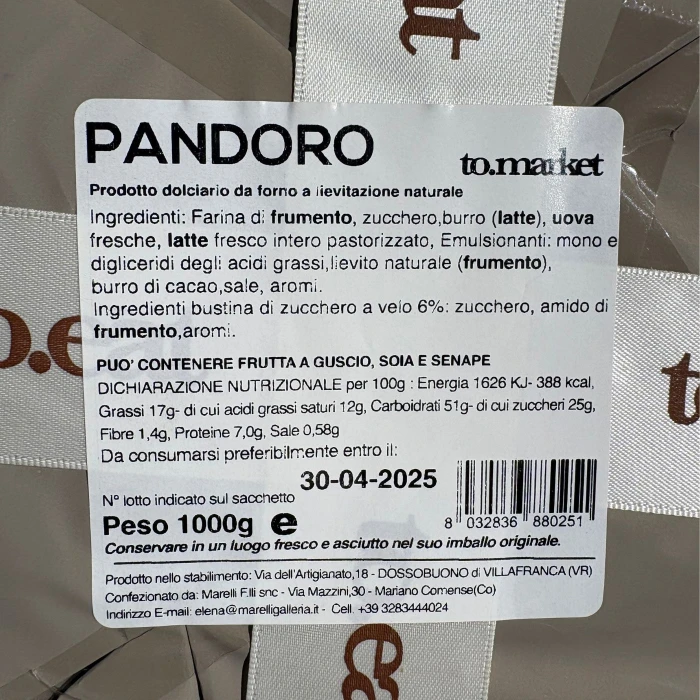 nt
PANDORO
to.market
Prodotto dolciario da forno a lievitazione naturale
Ingredienti: Farina di frumento, zucchero,burro (latte), uova
fresche, latte fresco intero pastorizzato, Emulsionanti: mono e
digliceridi degli acidi grassi,lievito naturale (frumento),
burro di cacao,sale, aromi.
Ingredienti bustina di zucchero a velo 6%: zucchero, amido di
frumento,aromi.
PUO' CONTENERE FRUTTA A GUSCIO, SOIA E SENAPE
DICHIARAZIONE NUTRIZIONALE per 100g : Energia 1626 KJ- 388 kcal,
Grassi 17g- di cui acidi grassi saturi 12g, Carboidrati 51g- di cui zuccheri 25g,
Fibre 1,4g, Proteine 7,0g, Sale 0,58g
Da consumarsi preferibilmente entro il:
30-04-2025
N° lotto indicato sul sacchetto
Peso 1000g e
8 032836 880251
Conservare in un luogo fresco e asciutto nel suo imballo originale.
Prodotto nello stabilimento: Via dell'Artigianato,18 - DOSSOBUONO di VILLAFRANCA (VR)
Confezionato da: Marelli F.lli snc - Via Mazzini,30 - Mariano Comense(Co)
Indirizzo E-mail: elena@marelligalleria.it - Cell. +39 3283444024
o.e
t
ea